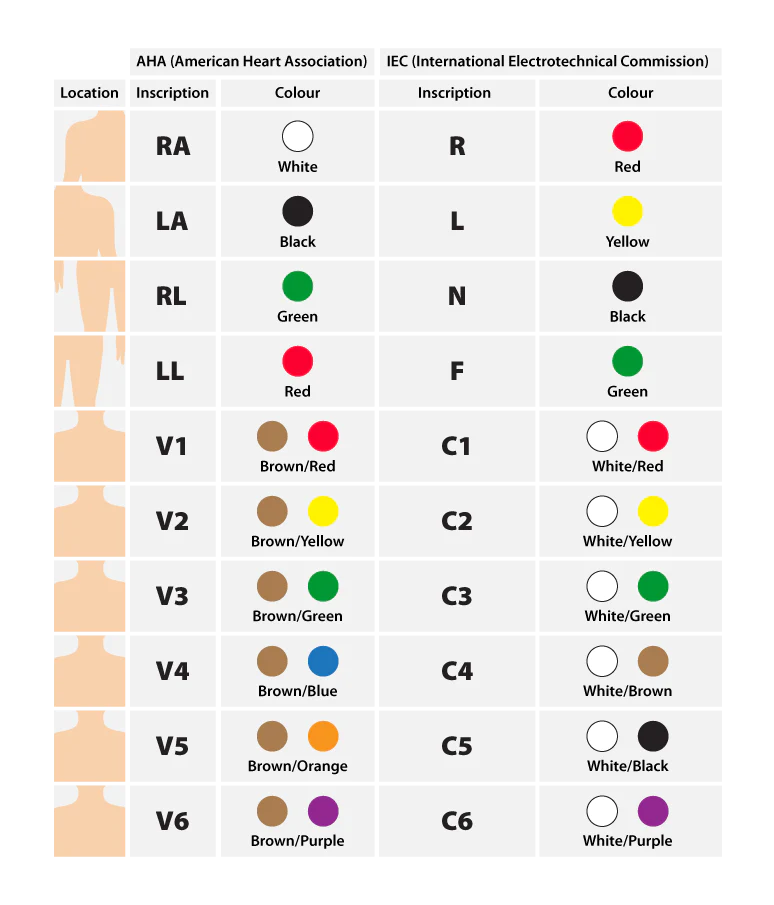 AHA (American Heart Association) IEC (International Electrotechnical Commission)
Location Inscription Colour Inscription Colour
RA White R Red
LA Black L Yellow
RL Green N Black
LL Red F Green
V1 Brown/Red C1 White/Red
V2 Brown/Yellow C2 White/Yellow
V3 Brown/Green C3 White/Green
V4 Brown/Blue C4 White/Brown
V5 Brown/Orange C5 White/Black
V6 Brown/Purple C6 White/Purple